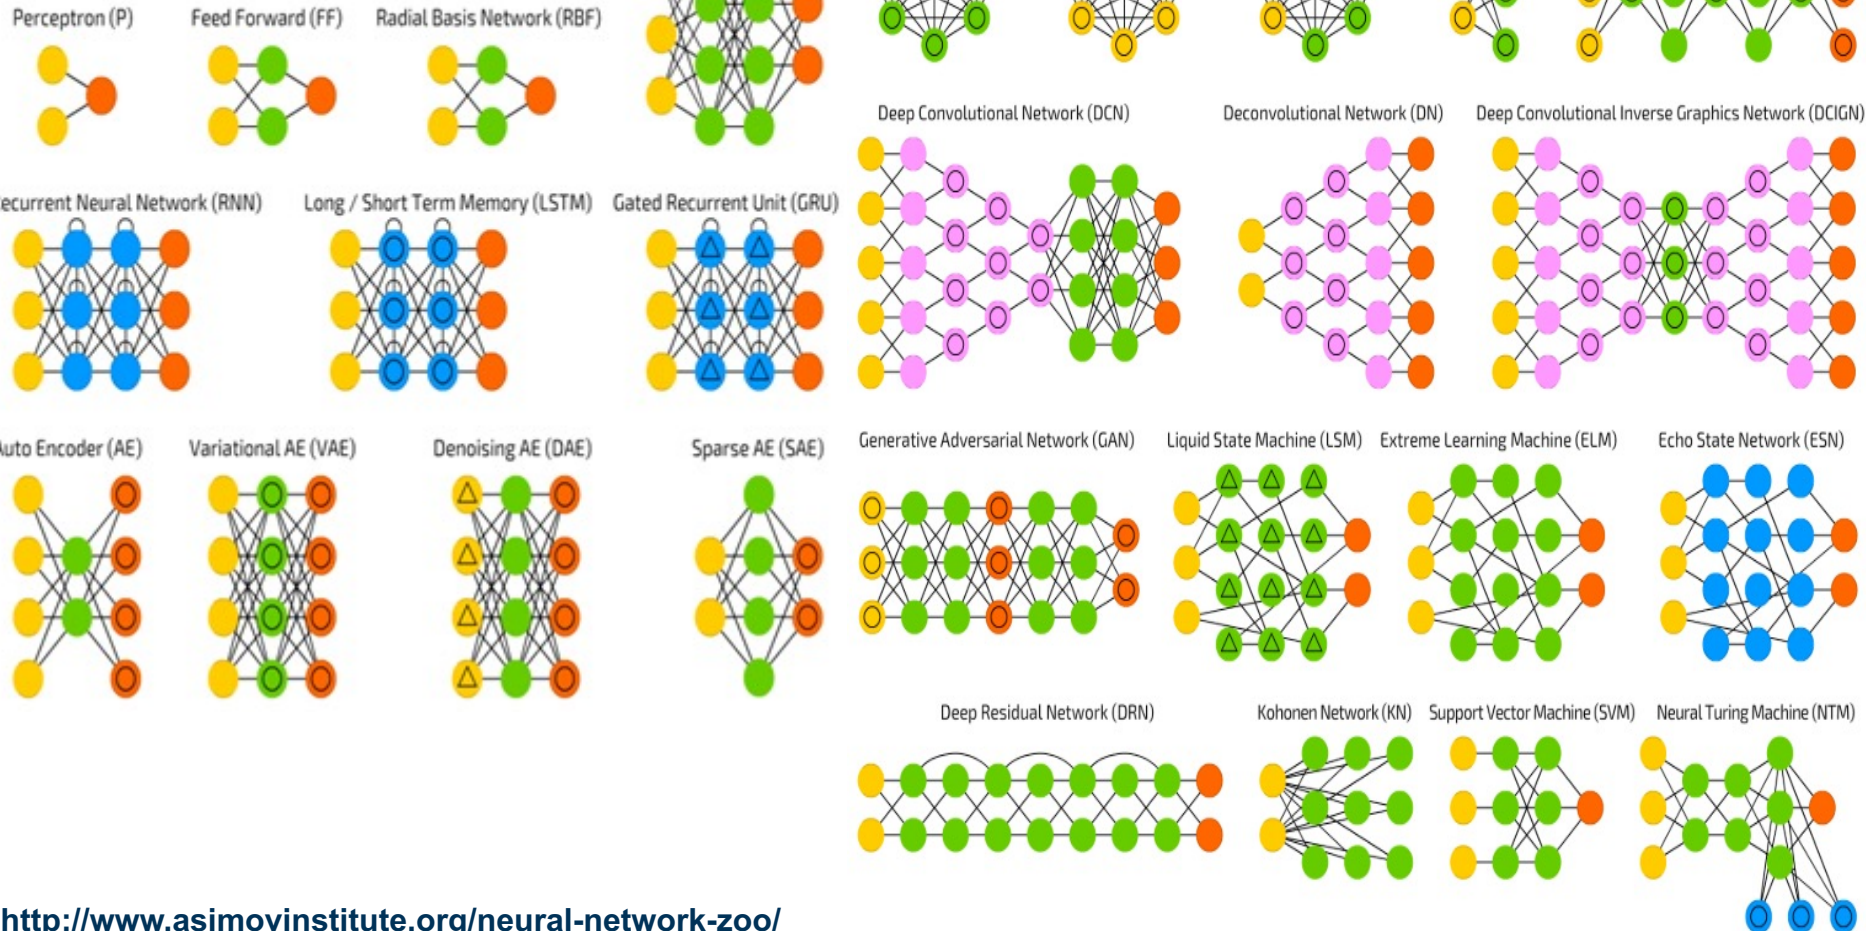 Perceptron (P)
Feed Forward (FF)
Radial Basis Network (RBF)
Deep Convolutional Network (DCN)
Deconvolutional Network (DN)
Deep Convolutional Inverse Graphics Network (DCIGN)
ecurrent Neural Network (RNN)
Long / Short Term Memory (LSTM)
Gated Recurrent Unit (GRU)
uto Encoder (AE)
Variational AE (VAE)
Denoising AE (DAE)
Sparse AE (SAE)
Generative Adversarial Network (GAN)
Liquid State Machine (LSM)
Extreme Learning Machine (ELM)
Echo State Network (ESN)
Deep Residual Network (DRN)
Kohonen Network (KN)
Support Vector Machine (SVM)
Neural Turing Machine (NTM)
http://www.asimovinstitute.org/neural-network-zoo/